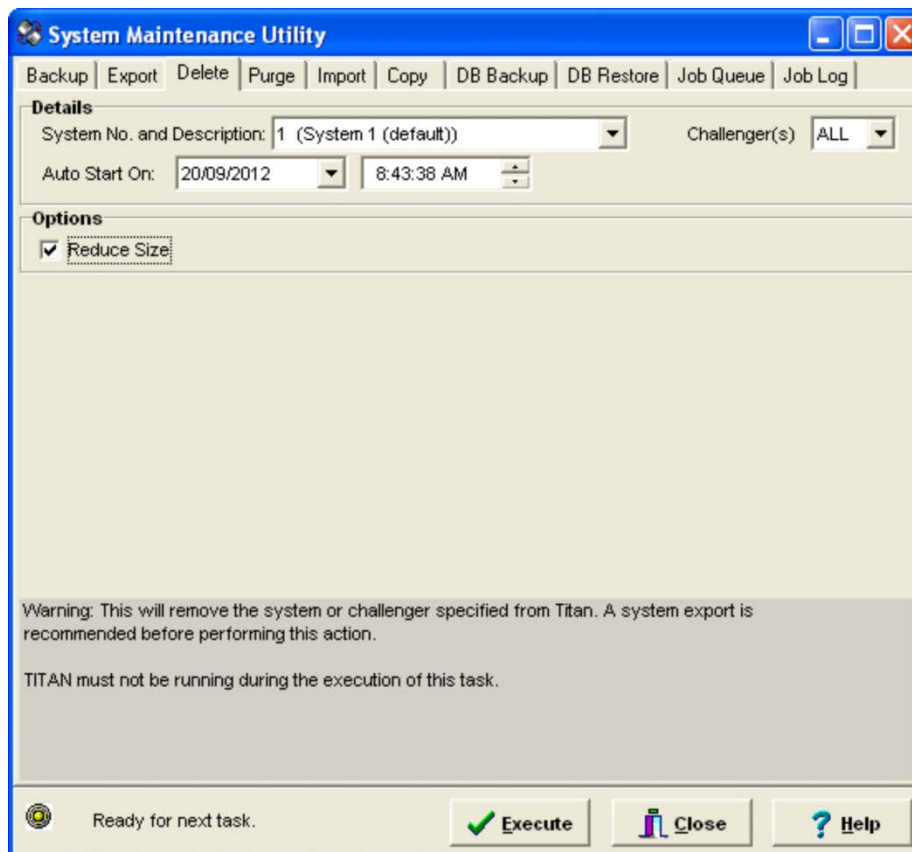 System Maintenance Utility
Backup Export Delete Purge Import Copy DB Backup DB Restore Job Queue Job Log
Details
System No. and Description: 1 (System 1 (default)) Challenger(s) ALL
Auto Start On: 20/09/2012 8:43:38 AM
Options
Reduce Size
Warning: This will remove the system or challenger specified from Titan. A system export is
recommended before performing this action.
TITAN must not be running during the execution of this task.
Ready for next task. Execute Close Help